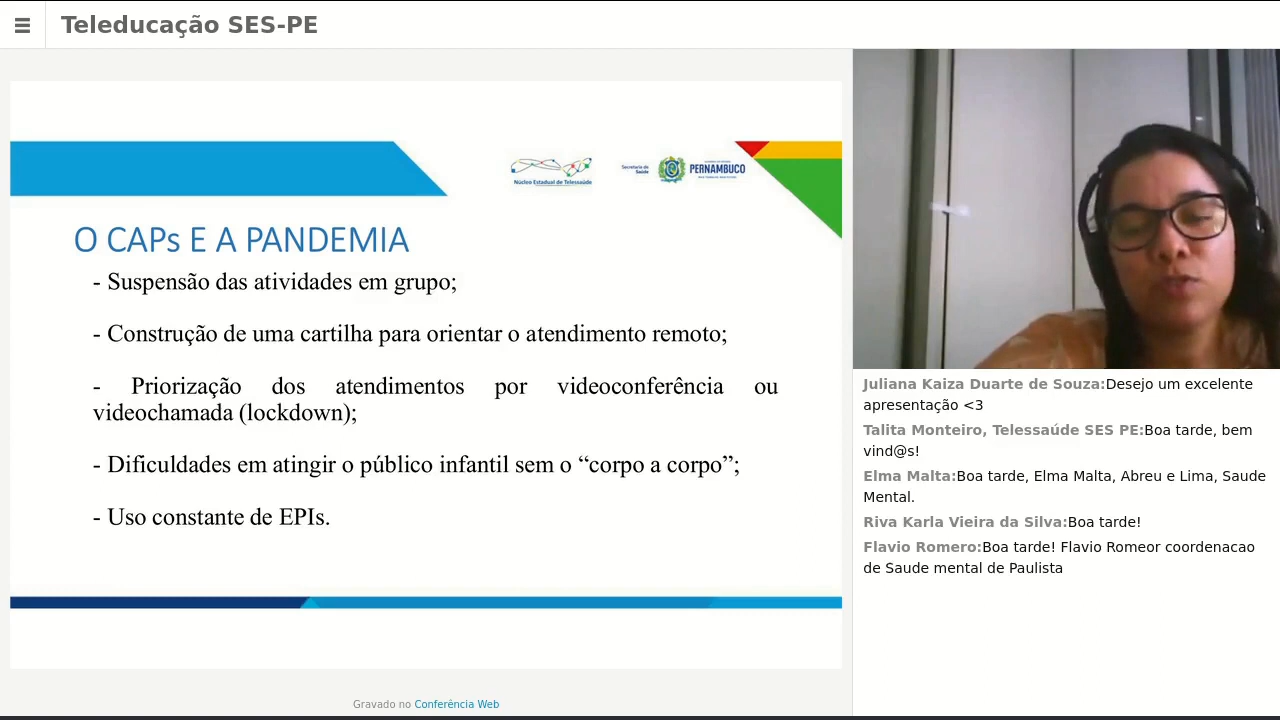 Teleducação SES-PE
Núcleo Estadual de Telessaúde
Secretaria de
Saúde
PERNAMBUCO
O CAPs E A PANDEMIA
- Suspensão das atividades em grupo;
- Construção de uma cartilha para orientar o atendimento remoto;
- Priorização dos atendimentos por videoconferência ou
videochamada (lockdown);
- Dificuldades em atingir o público infantil sem o “corpo a corpo”;
- Uso constante de EPIs.
Gravado no Conferência Web
Juliana Kaiza Duarte de Souza:Desejo um excelente
apresentação <3
Talita Monteiro, Telessaúde SES PE:Boa tarde, bem
vind@s!
Elma Malta:Boa tarde, Elma Malta, Abreu e Lima, Saude
Mental.
Riva Karla Vieira da Silva:Boa tarde!
Flavio Romero:Boa tarde! Flavio Romeor coordenacao
de Saude mental de Paulista